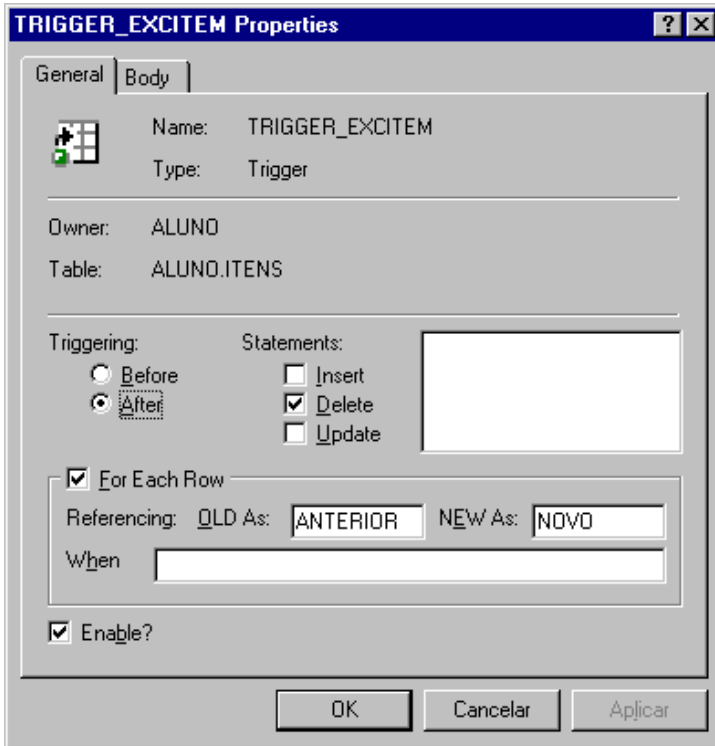 TRIGGER_EXCITEM Properties
General Body
Name: TRIGGER_EXCITEM
Type: Trigger
Owner: ALUNO
Table: ALUNO.ITENS
Triggering: Statements:
Before Insert
After Delete
Update
For Each Row
Referencing: OLD As: ANTERIOR NEW As: NOVO
When
Enable?
OK Cancelar Aplicar